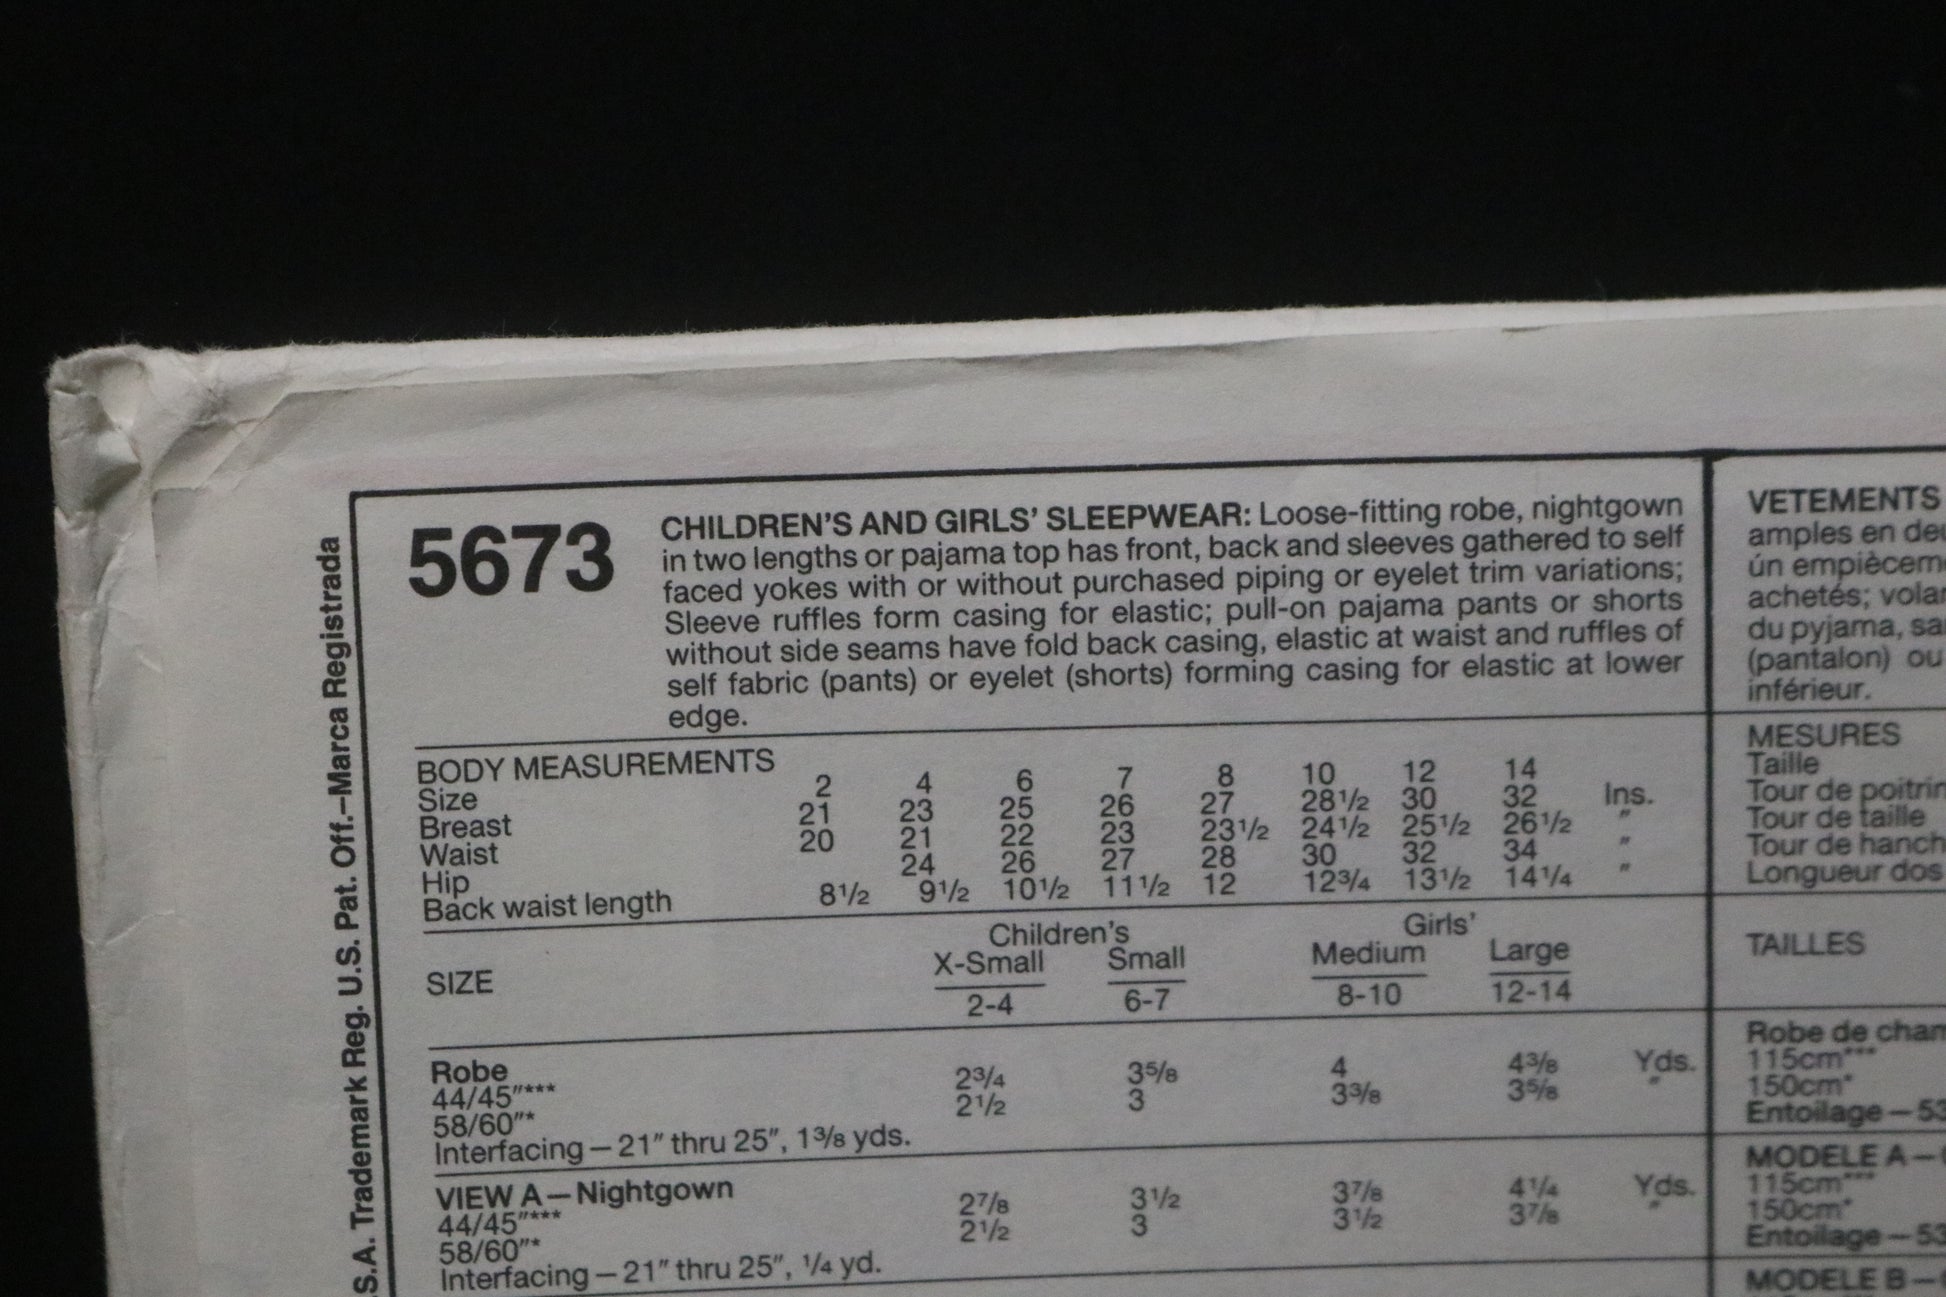 S.A. Trademark Reg. U.S. Pat. Off.–Marca Registrada
5673
CHILDREN'S AND GIRLS' SLEEPWEAR: Loose-fitting robe, nightgown
in two lengths or pajama top has front, back and sleeves gathered to self
faced yokes with or without purchased piping or eyelet trim variations;
Sleeve ruffles form casing for elastic; pull-on pajama pants or shorts
without side seams have fold back casing, elastic at waist and ruffles of
self fabric (pants) or eyelet (shorts) forming casing for elastic at lower
edge.
BODY MEASUREMENTS
Size 2 4 6 7 8 10 12 14
Breast 21 23 25 26 27 28½ 30 32 Ins.
Waist 20 21 22 23 23½ 24½ 25½ 26½ "
Hip 24 26 27 28 30 32 34 "
Back waist length 8½ 9½ 10½ 11½ 12 12¾ 13½ 14¼ "
Children's Girls'
SIZE X-Small Small Medium Large
2-4 6-7 8-10 12-14
Robe
44/45"*** 2¾ 3⅝ 4 4⅜ Yds.
58/60"* 2½ 3 3⅜ 3⅝ "
Interfacing – 21" thru 25", 1⅜ yds.
VIEW A – Nightgown
44/45"*** 2⅞ 3½ 3⅞ 4¼ Yds.
58/60"* 2½ 3 3½ 3⅞ "
Interfacing – 21" thru 25", ¼ yd.
VETEMENTS
amples en
ún
achetés;
du pyjama,
(pantalon) ou
inférieur.
MESURES
Taille
Tour de
Tour de taille
Tour de
Longueur dos
TAILLES
Robe de
115cm***
150cm*
Entoilage – 53
MODELE A –
115cm***
150cm*
Entoilage – 53
MODELE B –